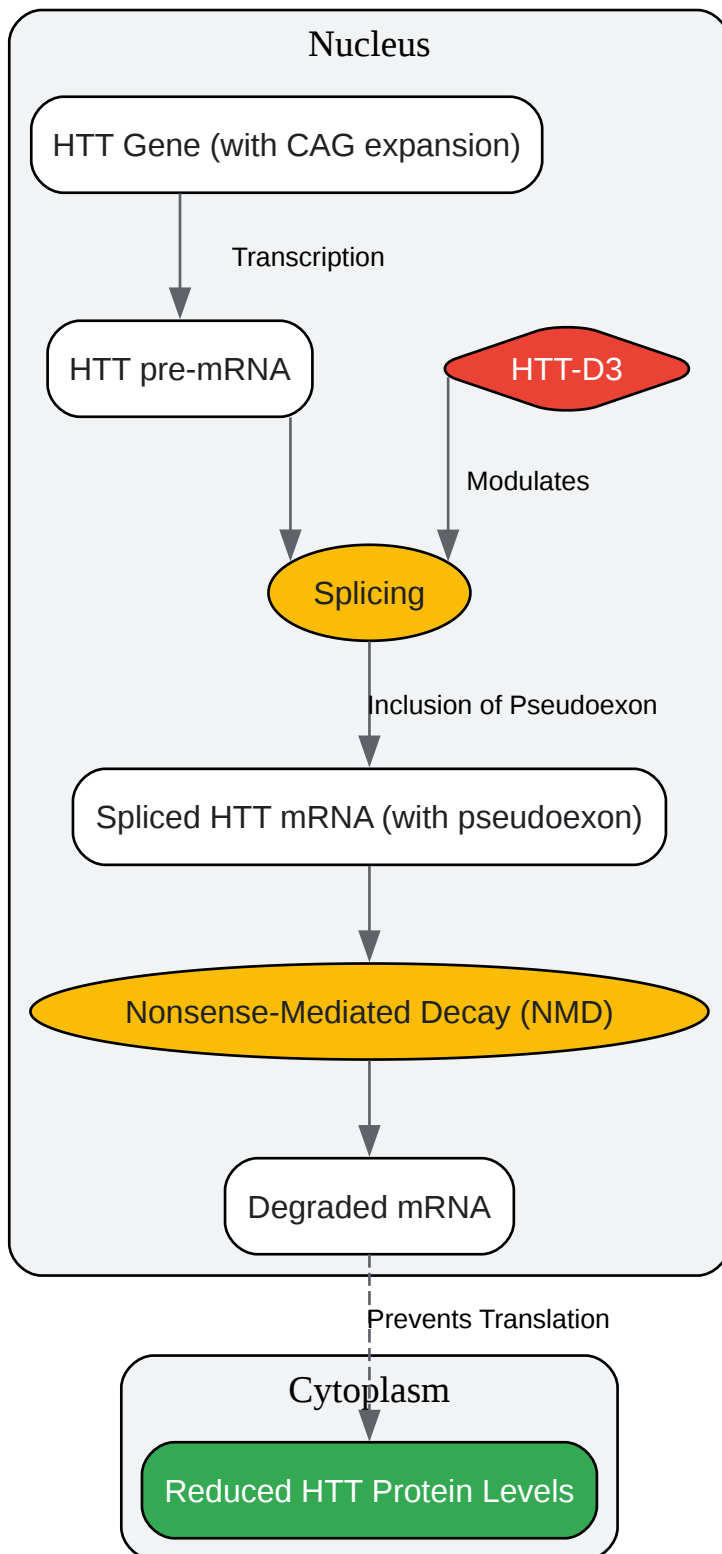 Nucleus
HTT Gene (with CAG expansion)
Transcription
HTT pre-mRNA
HTT-D3
Modulates
Splicing
Inclusion of Pseudoexon
Spliced HTT mRNA (with pseudoexon)
Nonsense-Mediated Decay (NMD)
Degraded mRNA
Prevents Translation
Cytoplasm
Reduced HTT Protein Levels